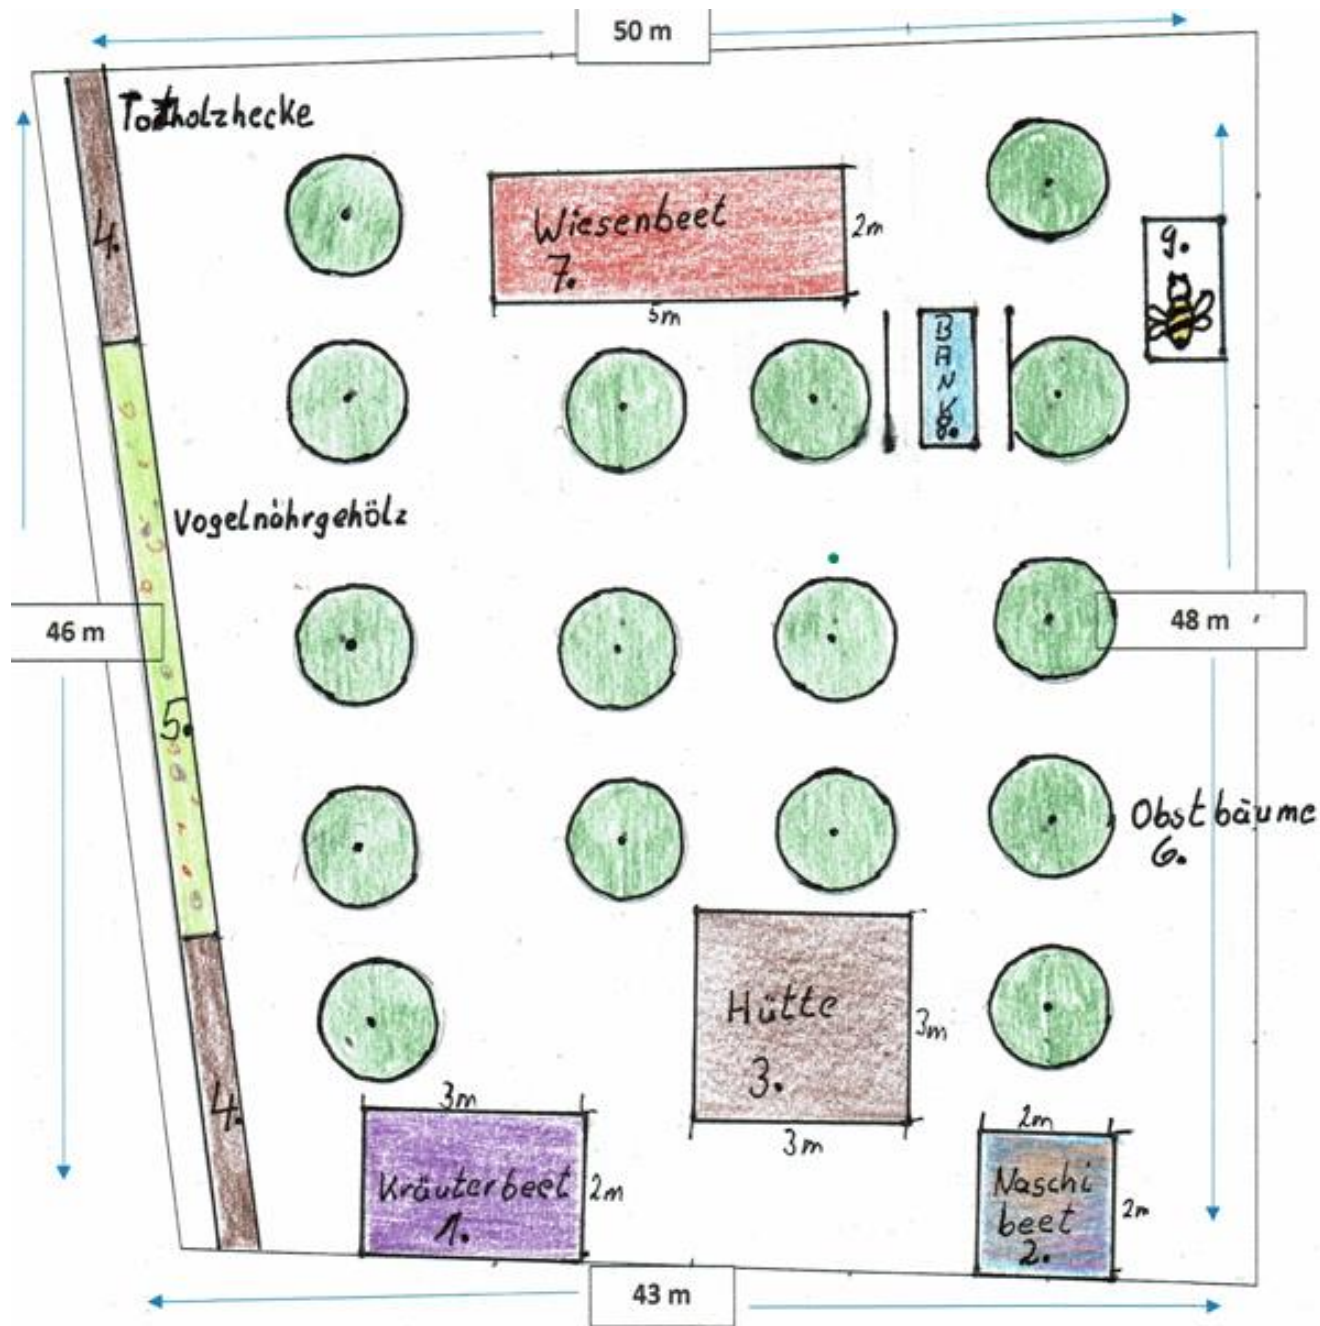 50 m
Totholzhecke
4.
Wiesenbeet
7.
2m
5m
9.
BANK
8.
Vogelnährgehölz
46 m
48 m
5.
Obstbäume
6.
Hütte
3.
3m
3m
4.
3m
Kräuterbeet
1.
2m
2m
Naschi
beet
2.
2m
43 m